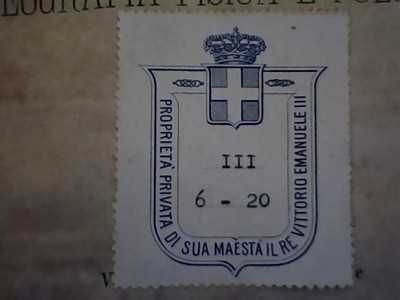 PROPRIETÀ PRIVATA DI SUA MAESTÀ IL RE VITTORIO EMANUELE III
III
6 - 20